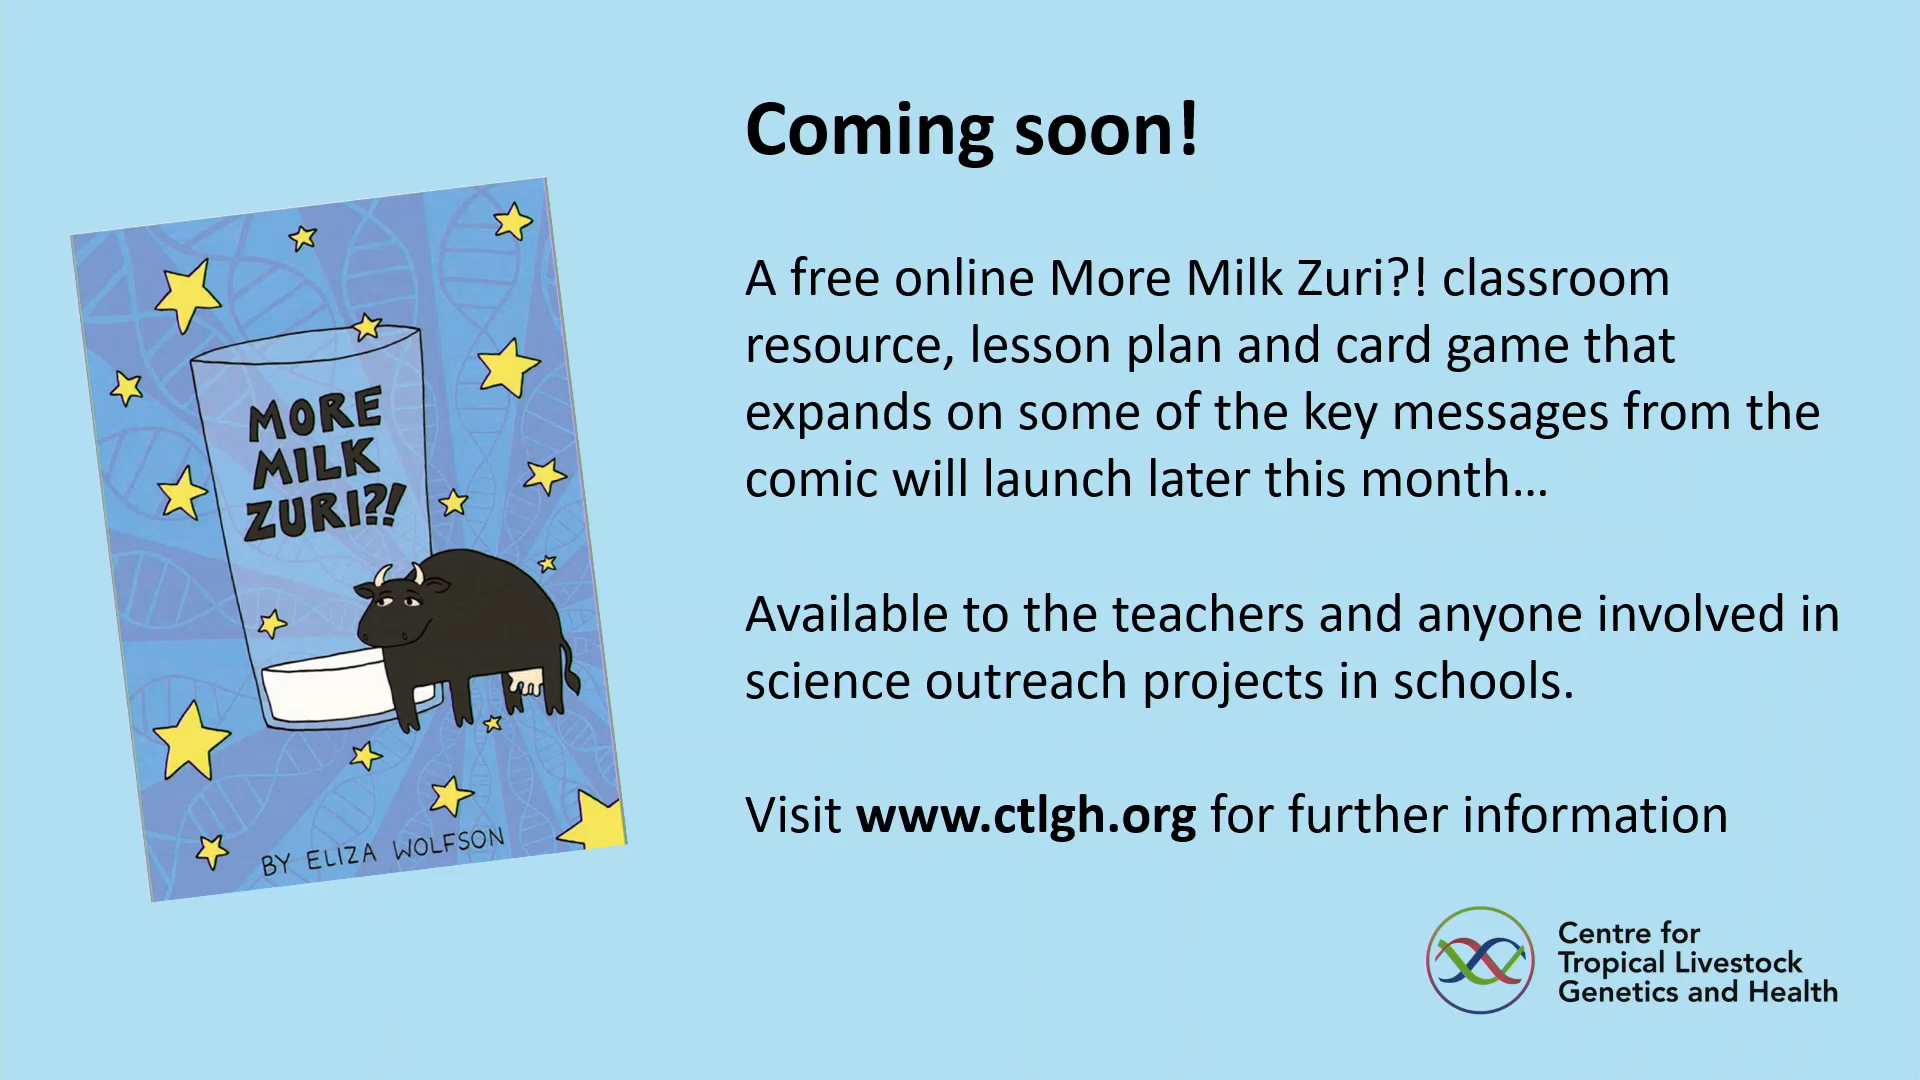 Coming soon!
A free online More Milk Zuri?! classroom
resource, lesson plan and card game that
expands on some of the key messages from the
comic will launch later this month…
Available to the teachers and anyone involved in
science outreach projects in schools.
Visit www.ctlgh.org for further information
MORE
MILK
ZURI?!
BY ELIZA WOLFSON
Centre for
Tropical Livestock
Genetics and Health